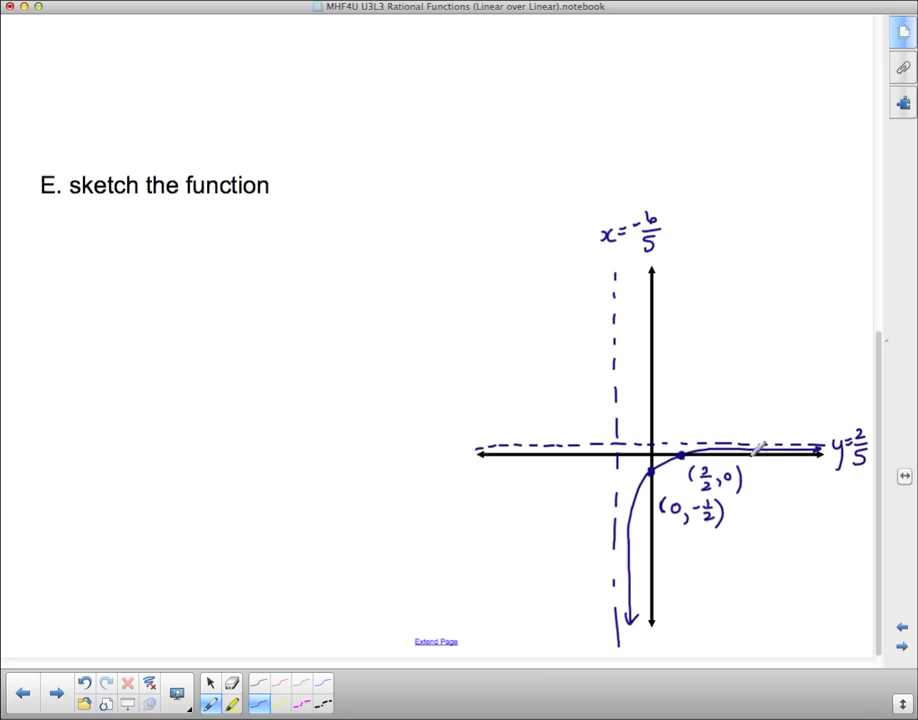 MHF4U U3L3 Rational Functions (Linear over Linear).notebook
E. sketch the function
x = -6/5
y = 2/5
(2/2, 0)
(0, -1/2)
Extend Page